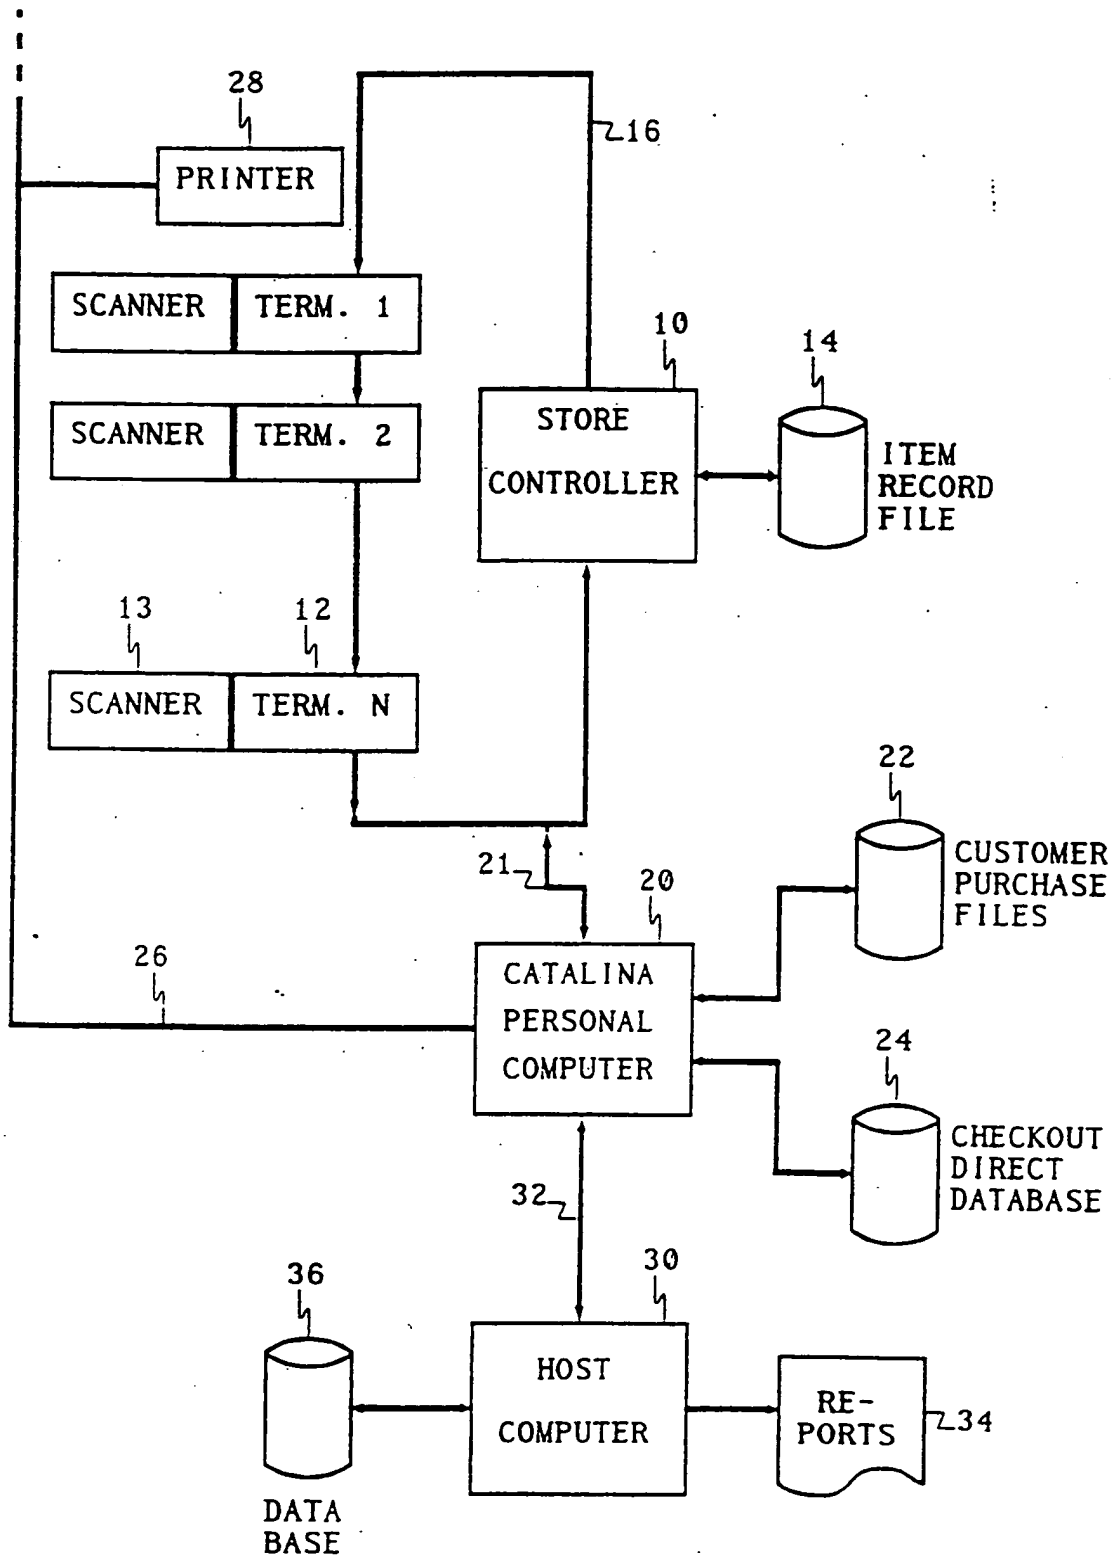 28
16
PRINTER
SCANNER TERM. 1
10
14
SCANNER TERM. 2
STORE
CONTROLLER
ITEM
RECORD
FILE
13
12
SCANNER TERM. N
22
CUSTOMER
PURCHASE
FILES
21
20
26
CATALINA
PERSONAL
COMPUTER
24
CHECKOUT
DIRECT
DATABASE
32
30
36
HOST
COMPUTER
RE-
PORTS
34
DATA
BASE